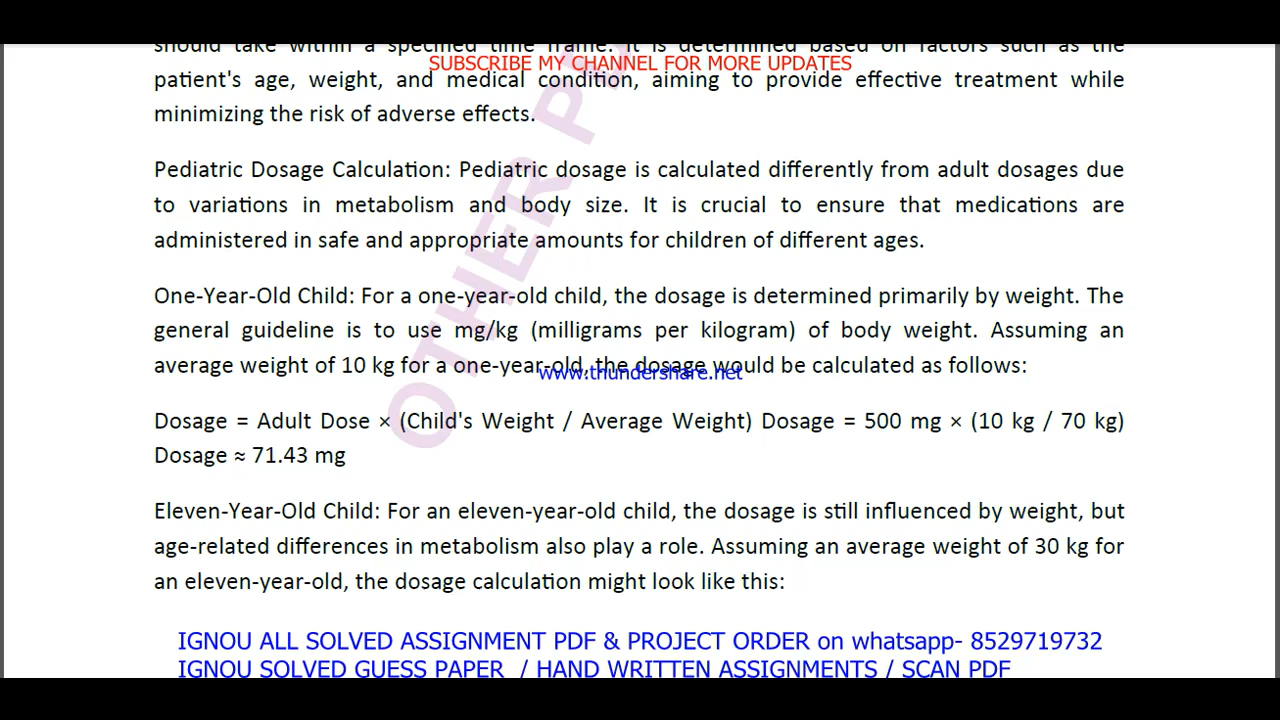 should take within a specified time frame. It is determined based on factors such as the
SUBSCRIBE MY CHANNEL FOR MORE UPDATES
patient's age, weight, and medical condition, aiming to provide effective treatment while
minimizing the risk of adverse effects.
Pediatric Dosage Calculation: Pediatric dosage is calculated differently from adult dosages due
to variations in metabolism and body size. It is crucial to ensure that medications are
administered in safe and appropriate amounts for children of different ages.
One-Year-Old Child: For a one-year-old child, the dosage is determined primarily by weight. The
general guideline is to use mg/kg (milligrams per kilogram) of body weight. Assuming an
average weight of 10 kg for a one-year-old, the dosage would be calculated as follows:
www.thundershare.net
Dosage = Adult Dose × (Child's Weight / Average Weight) Dosage = 500 mg × (10 kg / 70 kg)
Dosage ≈ 71.43 mg
Eleven-Year-Old Child: For an eleven-year-old child, the dosage is still influenced by weight, but
age-related differences in metabolism also play a role. Assuming an average weight of 30 kg for
an eleven-year-old, the dosage calculation might look like this:
IGNOU ALL SOLVED ASSIGNMENT PDF & PROJECT ORDER on whatsapp- 8529719732
IGNOU SOLVED GUESS PAPER / HAND WRITTEN ASSIGNMENTS / SCAN PDF
OTHER